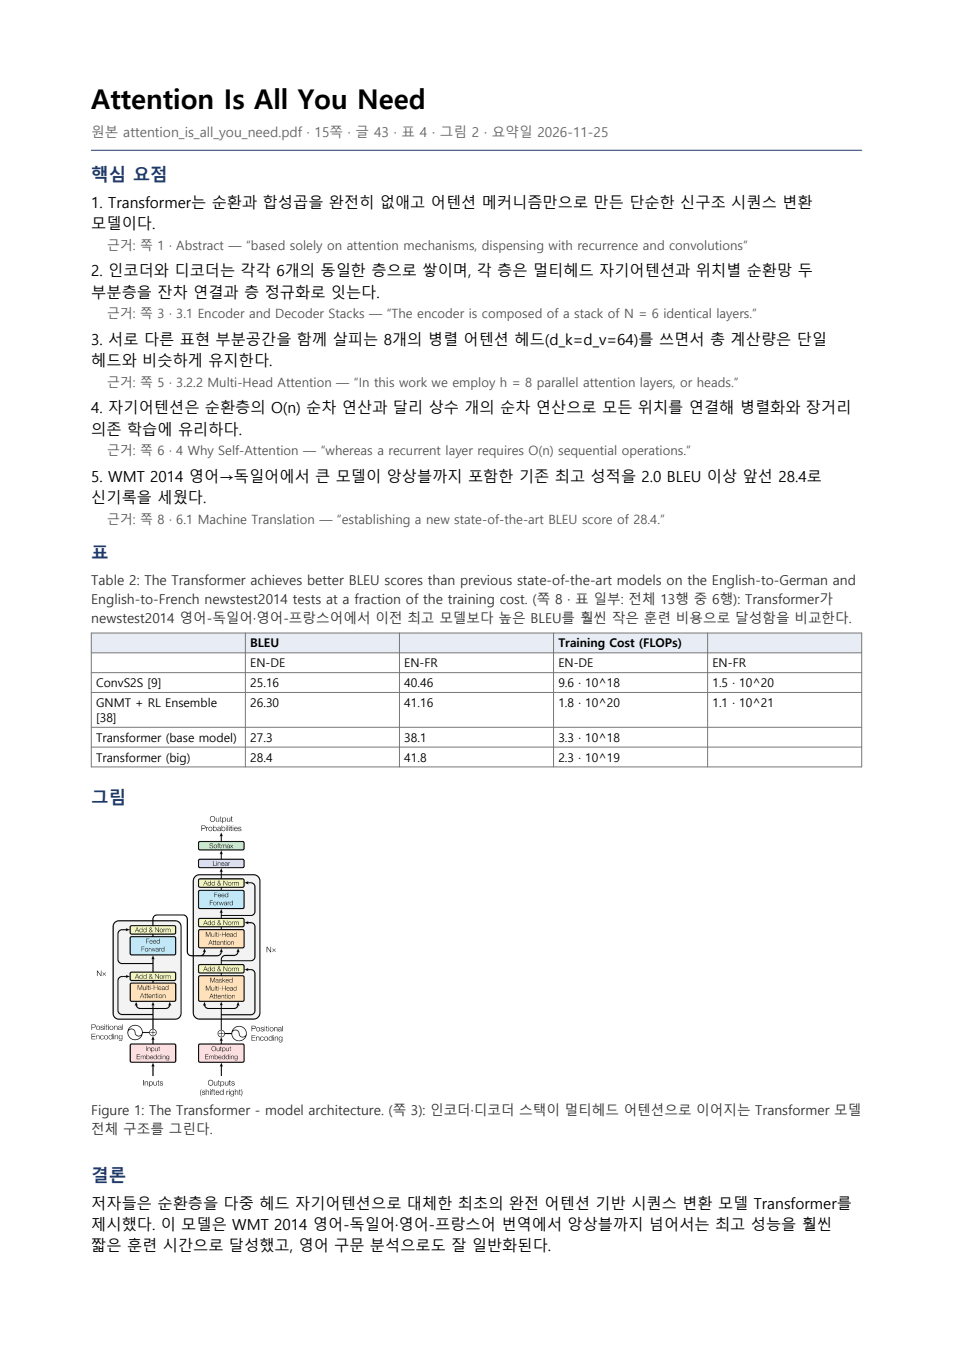 Attention Is All You Need
원본 attention_is_all_you_need.pdf · 15쪽 · 글 43 · 표 4 · 그림 2 · 요약일 2026-11-25
핵심 요점
1. Transformer는 순환과 합성곱을 완전히 없애고 어텐션 메커니즘만으로 만든 단순한 신구조 시퀀스 변환
모델이다.
근거: 쪽 1 · Abstract — “based solely on attention mechanisms, dispensing with recurrence and convolutions”
2. 인코더와 디코더는 각각 6개의 동일한 층으로 쌓이며, 각 층은 멀티헤드 자기어텐션과 위치별 순환망 두
부분층을 잔차 연결과 층 정규화로 잇는다.
근거: 쪽 3 · 3.1 Encoder and Decoder Stacks — “The encoder is composed of a stack of N = 6 identical layers.”
3. 서로 다른 표현 부분공간을 함께 살피는 8개의 병렬 어텐션 헤드(d_k=d_v=64)를 쓰면서 총 계산량은 단일
헤드와 비슷하게 유지한다.
근거: 쪽 5 · 3.2.2 Multi-Head Attention — “In this work we employ h = 8 parallel attention layers, or heads.”
4. 자기어텐션은 순환층의 O(n) 순차 연산과 달리 상수 개의 순차 연산으로 모든 위치를 연결해 병렬화와 장거리
의존 학습에 유리하다.
근거: 쪽 6 · 4 Why Self-Attention — “whereas a recurrent layer requires O(n) sequential operations.”
5. WMT 2014 영어→독일어에서 큰 모델이 앙상블까지 포함한 기존 최고 성적을 2.0 BLEU 이상 앞선 28.4로
신기록을 세웠다.
근거: 쪽 8 · 6.1 Machine Translation — “establishing a new state-of-the-art BLEU score of 28.4.”
표
Table 2: The Transformer achieves better BLEU scores than previous state-of-the-art models on the English-to-German and
English-to-French newstest2014 tests at a fraction of the training cost. (쪽 8 · 표 일부: 전체 13행 중 6행): Transformer가
newstest2014 영어-독일어·영어-프랑스어에서 이전 최고 모델보다 높은 BLEU를 훨씬 작은 훈련 비용으로 달성함을 비교한다.
BLEU Training Cost (FLOPs)
EN-DE EN-FR EN-DE EN-FR
ConvS2S [9] 25.16 40.46 9.6 · 10^18 1.5 · 10^20
GNMT + RL Ensemble 26.30 41.16 1.8 · 10^20 1.1 · 10^21
[38]
Transformer (base model) 27.3 38.1 3.3 · 10^18
Transformer (big) 28.4 41.8 2.3 · 10^19
그림
Output
Probabilities
Softmax
Linear
Add & Norm
Feed
Forward
Add & Norm
Multi-Head
Attention
Add & Norm
Feed
Forward
N×
Add & Norm
Masked
Multi-Head
Attention
N×
Add & Norm
Multi-Head
Attention
Positional
Encoding
Positional
Encoding
Input
Embedding
Output
Embedding
Inputs
Outputs
(shifted right)
Figure 1: The Transformer - model architecture. (쪽 3): 인코더·디코더 스택이 멀티헤드 어텐션으로 이어지는 Transformer 모델
전체 구조를 그린다.
결론
저자들은 순환층을 다중 헤드 자기어텐션으로 대체한 최초의 완전 어텐션 기반 시퀀스 변환 모델 Transformer를
제시했다. 이 모델은 WMT 2014 영어-독일어·영어-프랑스어 번역에서 앙상블까지 넘어서는 최고 성능을 훨씬
짧은 훈련 시간으로 달성했고, 영어 구문 분석으로도 잘 일반화된다.